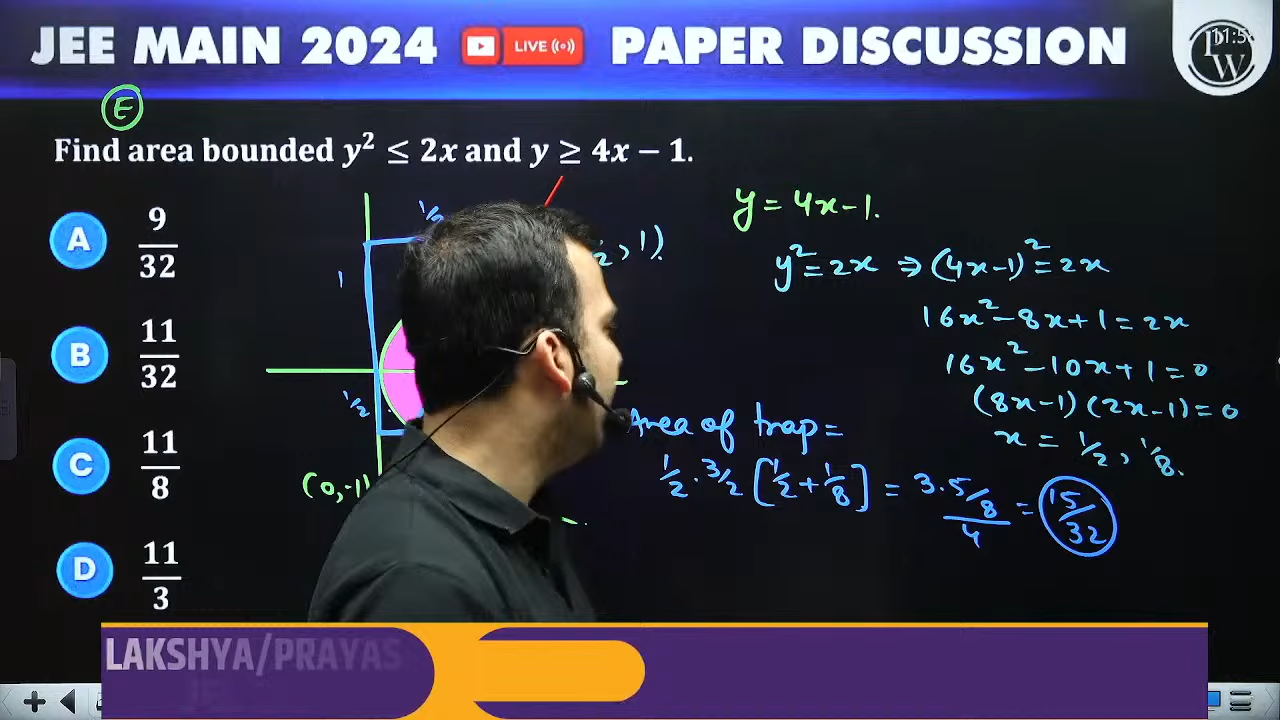 JEE MAIN 2024 LIVE PAPER DISCUSSION
PW
E
Find area bounded y² ≤ 2x and y ≥ 4x − 1.
A 9/32
B 11/32
C 11/8
D 11/3
1
1/2
, 1)
(0,-1)
y = 4x-1.
y² = 2x ⇒ (4x-1)² = 2x
16x² - 8x + 1 = 2x
16x² - 10x + 1 = 0
(8x-1)(2x-1) = 0
x = 1/2, 1/8.
Area of trap =
1/2 . 3/2 [1/2 + 1/8] = 3.5/8 / 4 = 15/32
LAKSHYA/PRAYAS